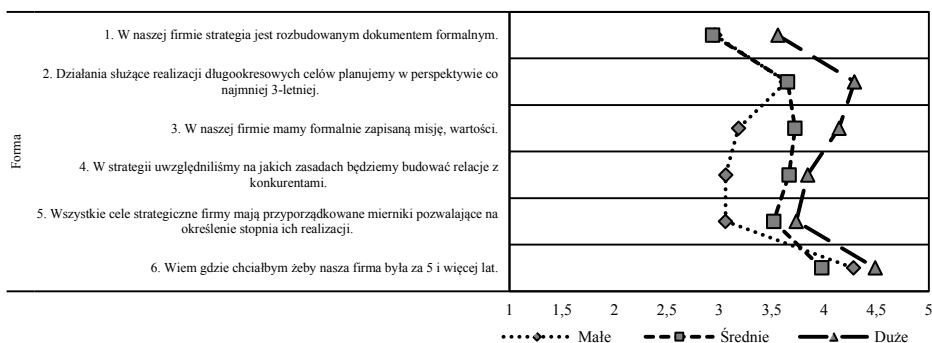 1. W naszej firmie strategia jest rozbudowanym dokumentem formalnym.
2. Działania służące realizacji długookresowych celów planujemy w perspektywie co
najmniej 3-letniej.
3. W naszej firmie mamy formalnie zapisaną misję, wartości.
Forma
4. W strategii uwzględniliśmy na jakich zasadach będziemy budować relacje z
konkurentami.
5. Wszystkie cele strategiczne firmy mają przyporządkowane mierniki pozwalające na
określenie stopnia ich realizacji.
6. Wiem gdzie chciałbym żeby nasza firma była za 5 i więcej lat.
1 1,5 2 2,5 3 3,5 4 4,5 5
Małe Średnie Duże